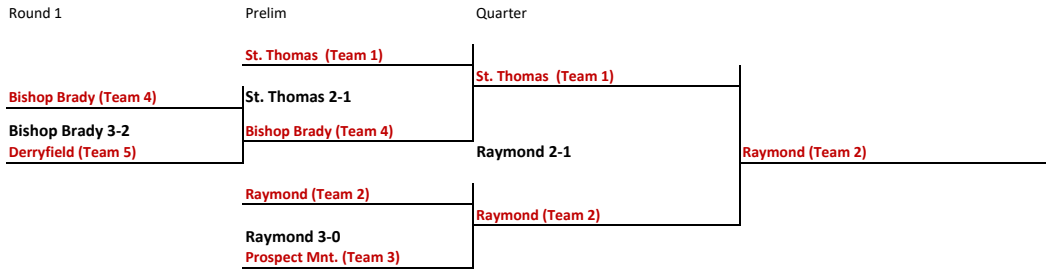 Round 1
Prelim
Quarter
St. Thomas  (Team 1)
St. Thomas  (Team 1)
Bishop Brady (Team 4)
St. Thomas 2-1
Bishop Brady 3-2
Bishop Brady (Team 4)
Derryfield (Team 5)
Raymond 2-1
Raymond (Team 2)
Raymond (Team 2)
Raymond (Team 2)
Raymond 3-0
Prospect Mnt. (Team 3)